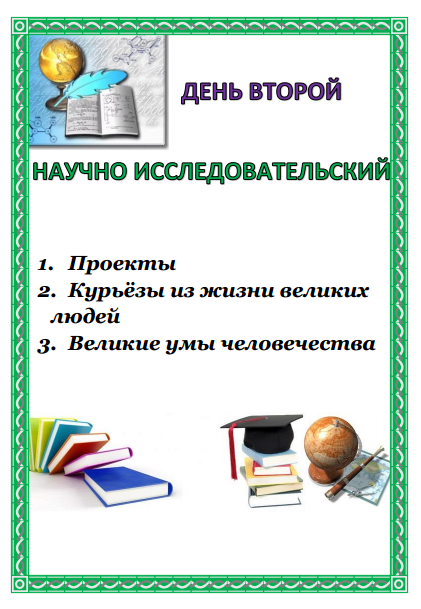 ДЕНЬ ВТОРОЙ
НАУЧНО ИССЛЕДОВАТЕЛЬСКИЙ
1. Проекты
2. Курьёзы из жизни великих
людей
3. Великие умы человечества